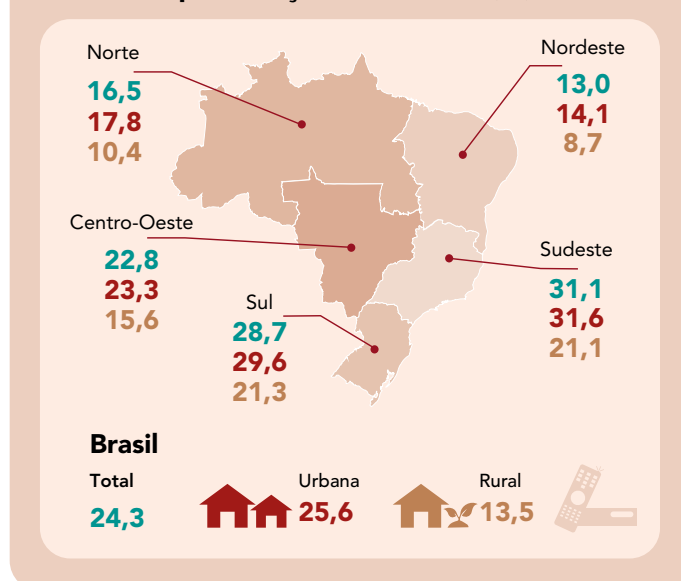 Norte
16,5
17,8
10,4
Nordeste
13,0
14,1
8,7
Centro-Oeste
22,8
23,3
15,6
Sudeste
31,1
31,6
21,1
Sul
28,7
29,6
21,3
Brasil
Total
24,3
Urbana
25,6
Rural
13,5